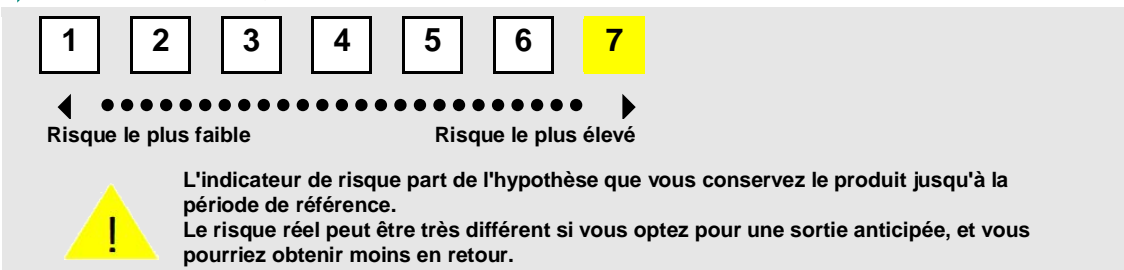 1 2 3 4 5 6 7
Risque le plus faible Risque le plus élevé
! L'indicateur de risque part de l'hypothèse que vous conservez le produit jusqu'à la
période de référence.
Le risque réel peut être très différent si vous optez pour une sortie anticipée, et vous
pourriez obtenir moins en retour.